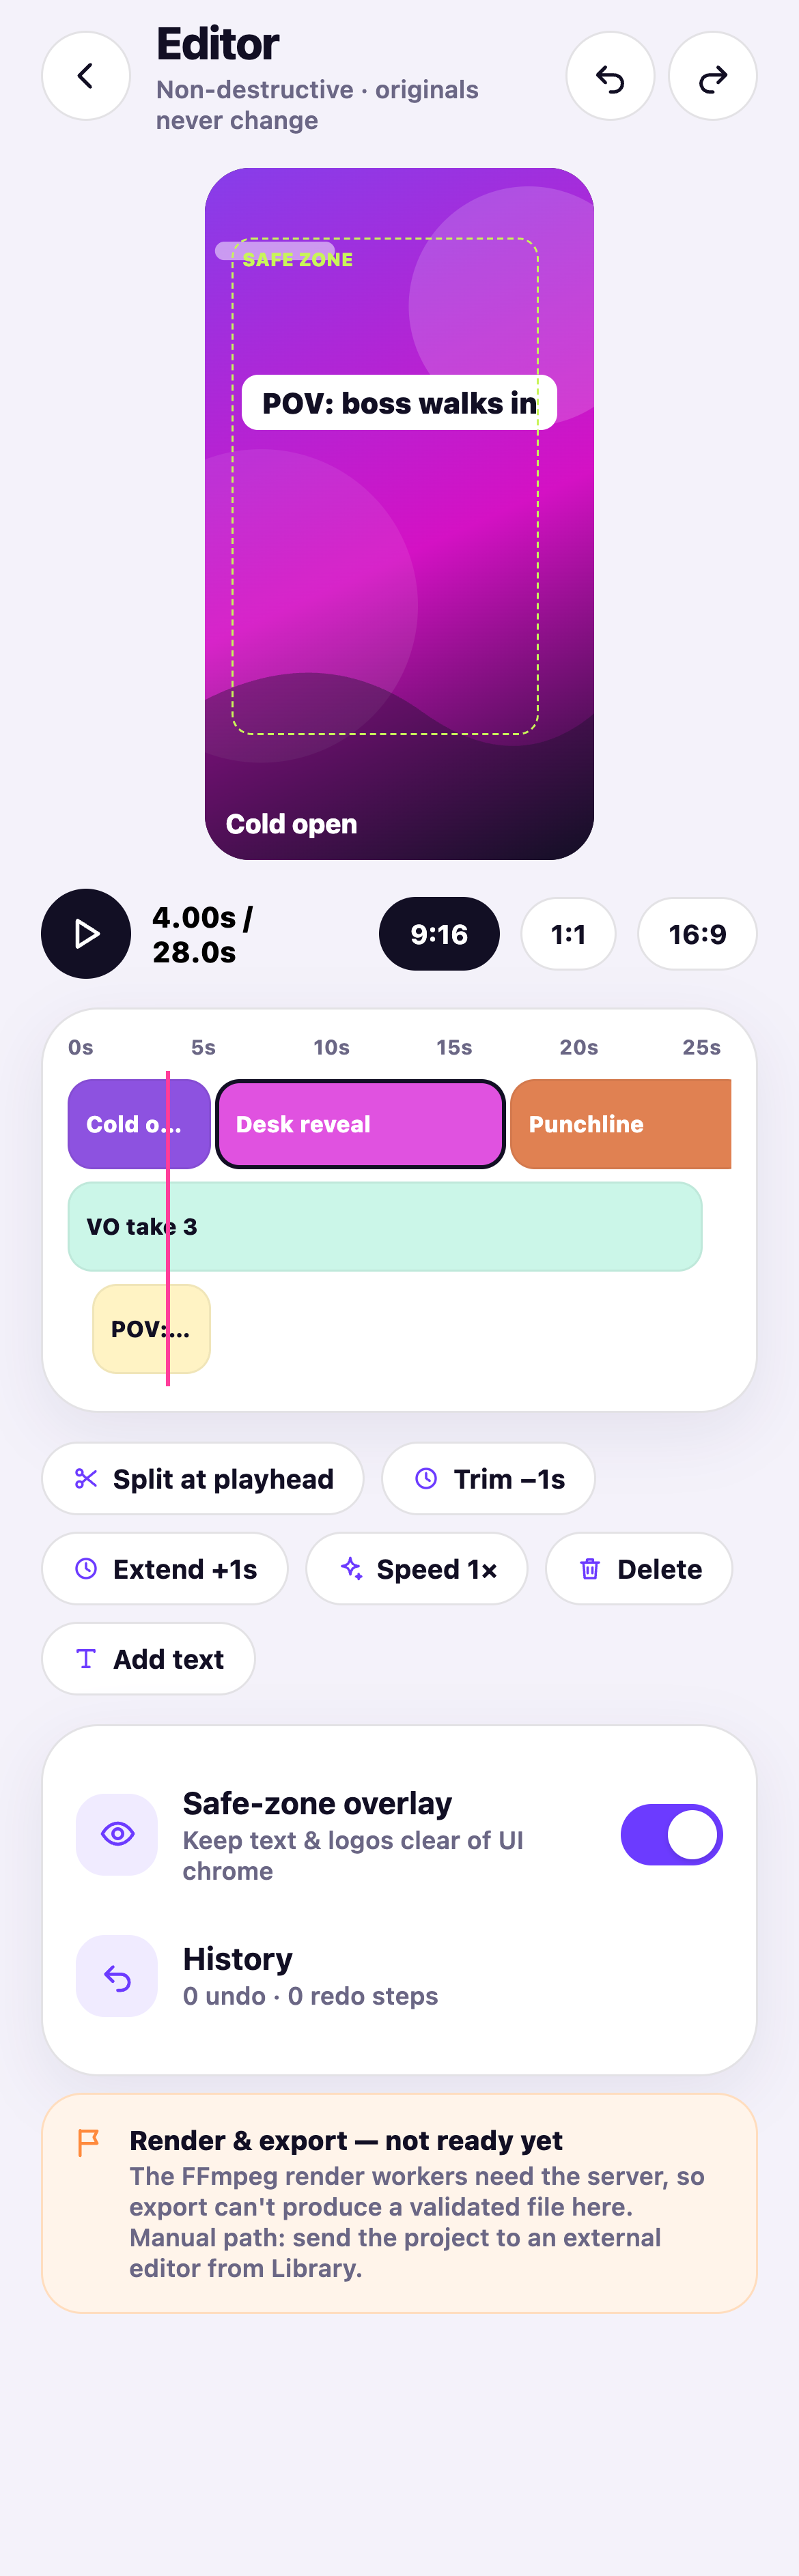 Editor
Non-destructive · originals
never change
SAFE ZONE
POV: boss walks in
Cold open
4.00s /
28.0s
9:16
1:1
16:9
0s 5s 10s 15s 20s 25s
Cold o...
Desk reveal
Punchline
VO take 3
POV:...
Split at playhead
Trim –1s
Extend +1s
Speed 1×
Delete
Add text
Safe-zone overlay
Keep text & logos clear of UI
chrome
History
0 undo · 0 redo steps
Render & export — not ready yet
The FFmpeg render workers need the server, so
export can't produce a validated file here.
Manual path: send the project to an external
editor from Library.